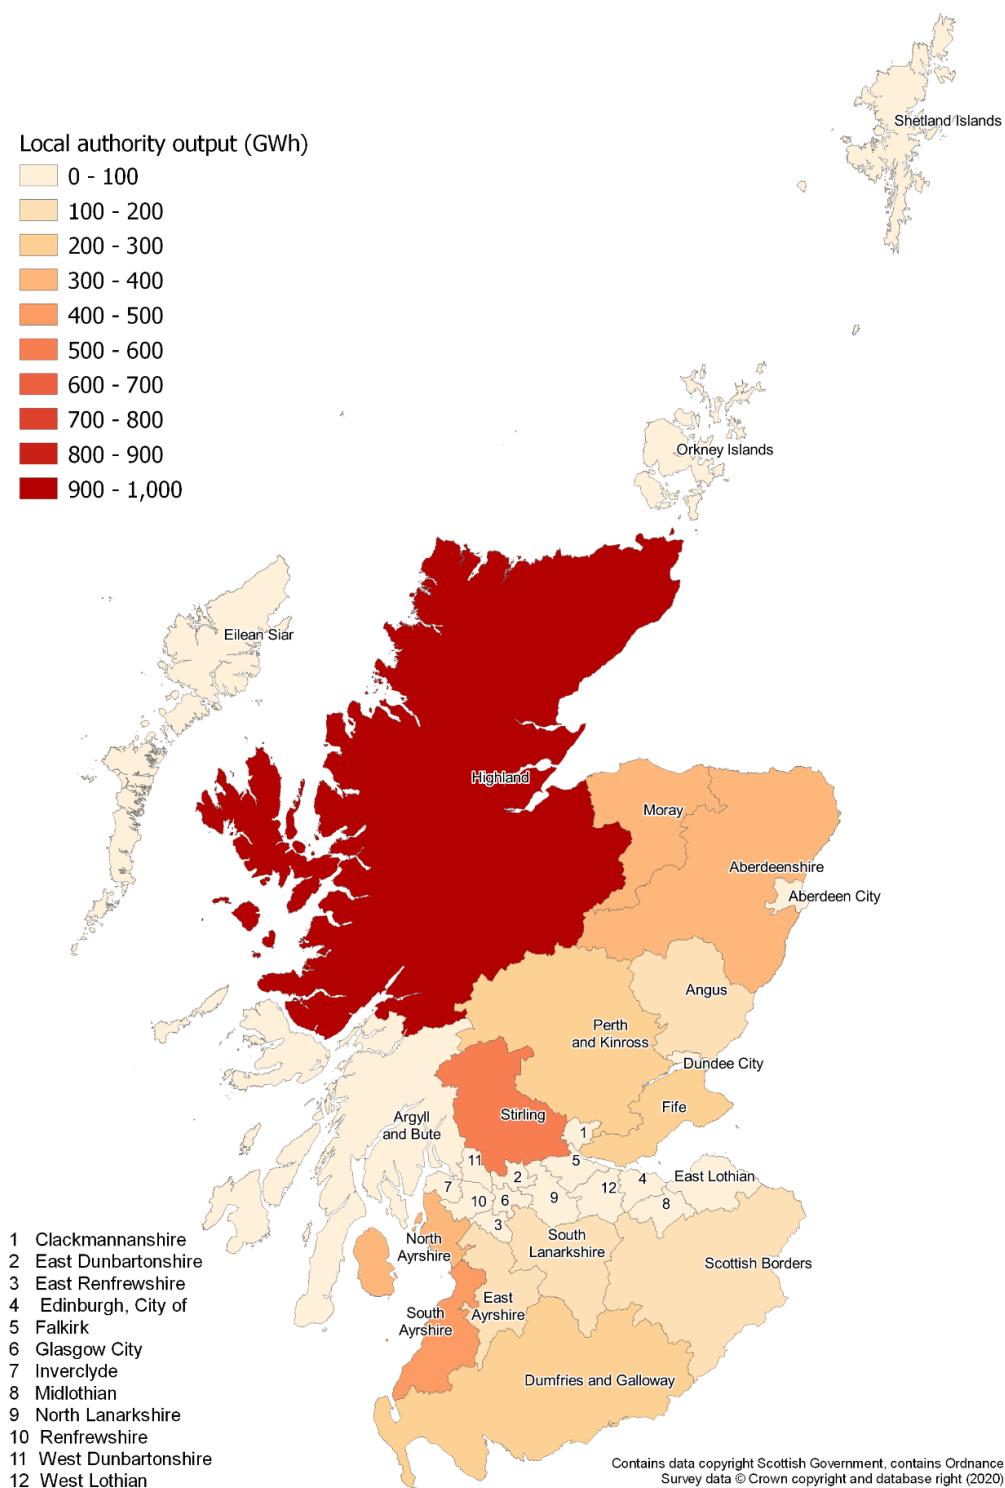 Shetland Islands
Local authority output (GWh)
0 - 100
100 - 200
200 - 300
300 - 400
400 - 500
500 - 600
600 - 700
700 - 800
800 - 900
900 - 1,000
Orkney Islands
Eilean Siar
Highland
Moray
Aberdeenshire
Aberdeen City
Angus
Perth
and Kinross
Dundee City
Fife
Stirling
Argyll
and Bute
1
5
11
2
4
East Lothian
7
12
9
10
6
8
3
North
Ayrshire
South
Lanarkshire
Scottish Borders
East
Ayrshire
South
Ayrshire
Dumfries and Galloway
1 Clackmannanshire
2 East Dunbartonshire
3 East Renfrewshire
4 Edinburgh, City of
5 Falkirk
6 Glasgow City
7 Inverclyde
8 Midlothian
9 North Lanarkshire
10 Renfrewshire
11 West Dunbartonshire
12 West Lothian
Contains data copyright Scottish Government, contains Ordnance
Survey data © Crown copyright and database right (2020)